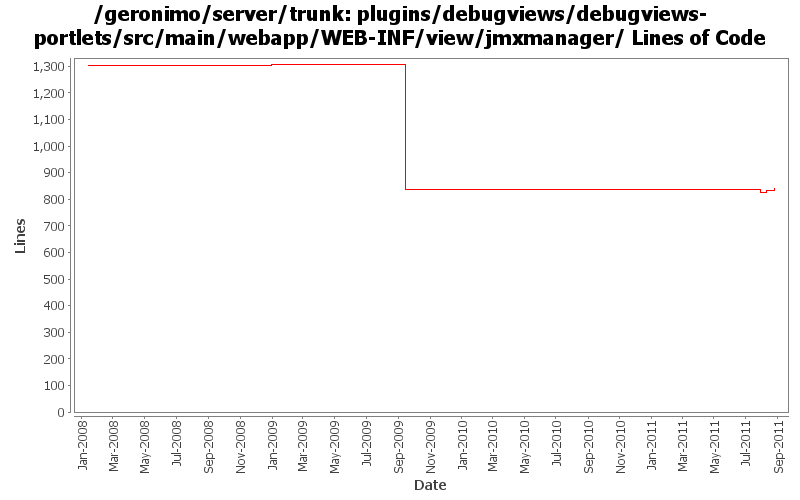 /geronimo/server/trunk: plugins/debugviews/debugviews-
portlets/src/main/webapp/WEB-INF/view/jmxmanager/ Lines of Code
1,300
1,200
1,100
1,000
900
800
700
600
500
400
300
200
100
0
Lines
Jan-2008
Mar-2008
May-2008
Jul-2008
Sep-2008
Nov-2008
Jan-2009
Mar-2009
May-2009
Jul-2009
Sep-2009
Nov-2009
Jan-2010
Mar-2010
May-2010
Jul-2010
Sep-2010
Nov-2010
Jan-2011
Mar-2011
May-2011
Jul-2011
Sep-2011
Date